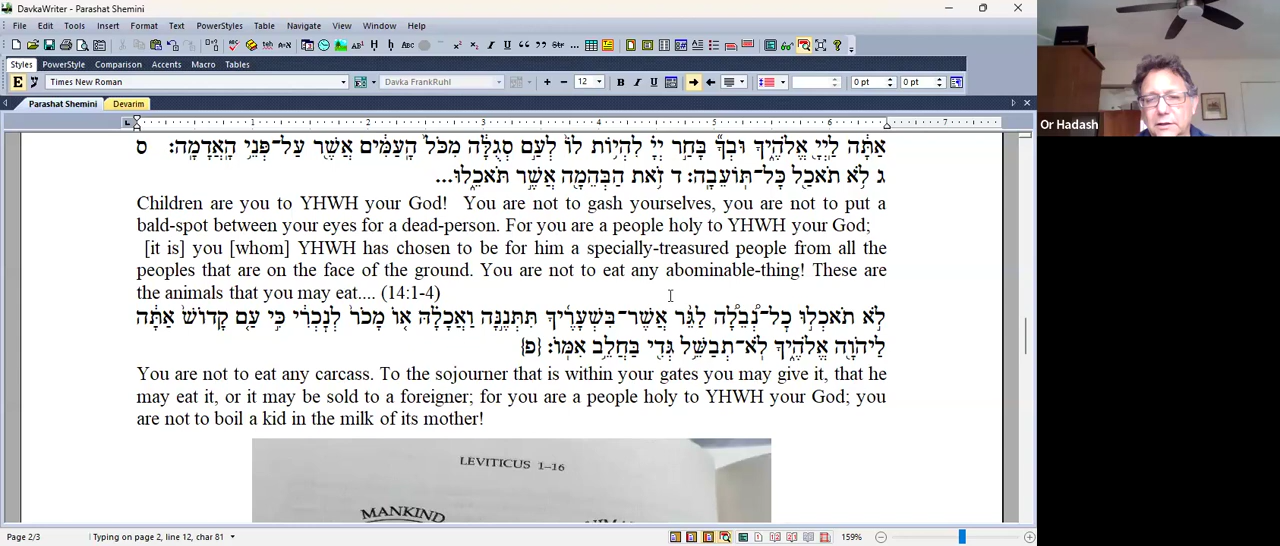 DavkaWriter - Parashat Shemini
File Edit Tools Insert Format Text PowerStyles Table View Window Help
Styles PowerStyle Comparison Accents Macro Tables
Times New Roman Davka FrankRuhl 12 B I U 0 pt 0 pt
Parashat Shemini Devarim
1 2 3 4 5 6
אַתָּ֔ה לַֽייָ֖ אֱלֹהֶ֑יךָ וּבְךָ֞ בָּחַ֣ר יְיָ֗ לִֽהְי֥וֹת לוֹ֙ לְעַ֣ם סְגֻלָּ֔ה מִכֹּל֙ הָֽעַמִּ֔ים אֲשֶׁ֖ר עַל־פְּנֵ֥י הָאֲדָמָֽה: ס
ג לֹ֥א תֹאכַ֖ל כָּל־תּֽוֹעֵבָֽה: ד זֹ֥את הַבְּהֵמָ֖ה אֲשֶׁ֣ר תֹּאכֵ֑לוּ...
Children are you to YHWH your God! You are not to gash yourselves, you are not to put a
bald-spot between your eyes for a dead-person. For you are a people holy to YHWH your God;
[it is] you [whom] YHWH has chosen to be for him a specially-treasured people from all the
peoples that are on the face of the ground. You are not to eat any abominable-thing! These are
the animals that you may eat.... (14:1-4)
לֹ֣א תֹאכְל֣וּ כׇל־נְ֠בֵלָ֠ה לַגֵּ֨ר אֲשֶׁר־בִּשְׁעָרֶ֜יךָ תִּתְּנֶ֣נָּה וַאֲכָלָ֗הּ א֤וֹ מָכֹר֙ לְנׇכְרִ֔י כִּ֣י עַ֤ם קָדוֹשׁ֙ אַתָּ֔ה
לַיהֹוָ֖ה אֱלֹהֶ֑יךָ לֹֽא־תְבַשֵּׁ֥ל גְּדִ֖י בַּחֲלֵ֥ב אִמּֽוֹ׃ {פ}
You are not to eat any carcass. To the sojourner that is within your gates you may give it, that he
may eat it, or it may be sold to a foreigner; for you are a people holy to YHWH your God; you
are not to boil a kid in the milk of its mother!
LEVITICUS 1–16
MANKIND
Page 2/3 Typing on page 2, line 12, char 81 159%
Or Hadash